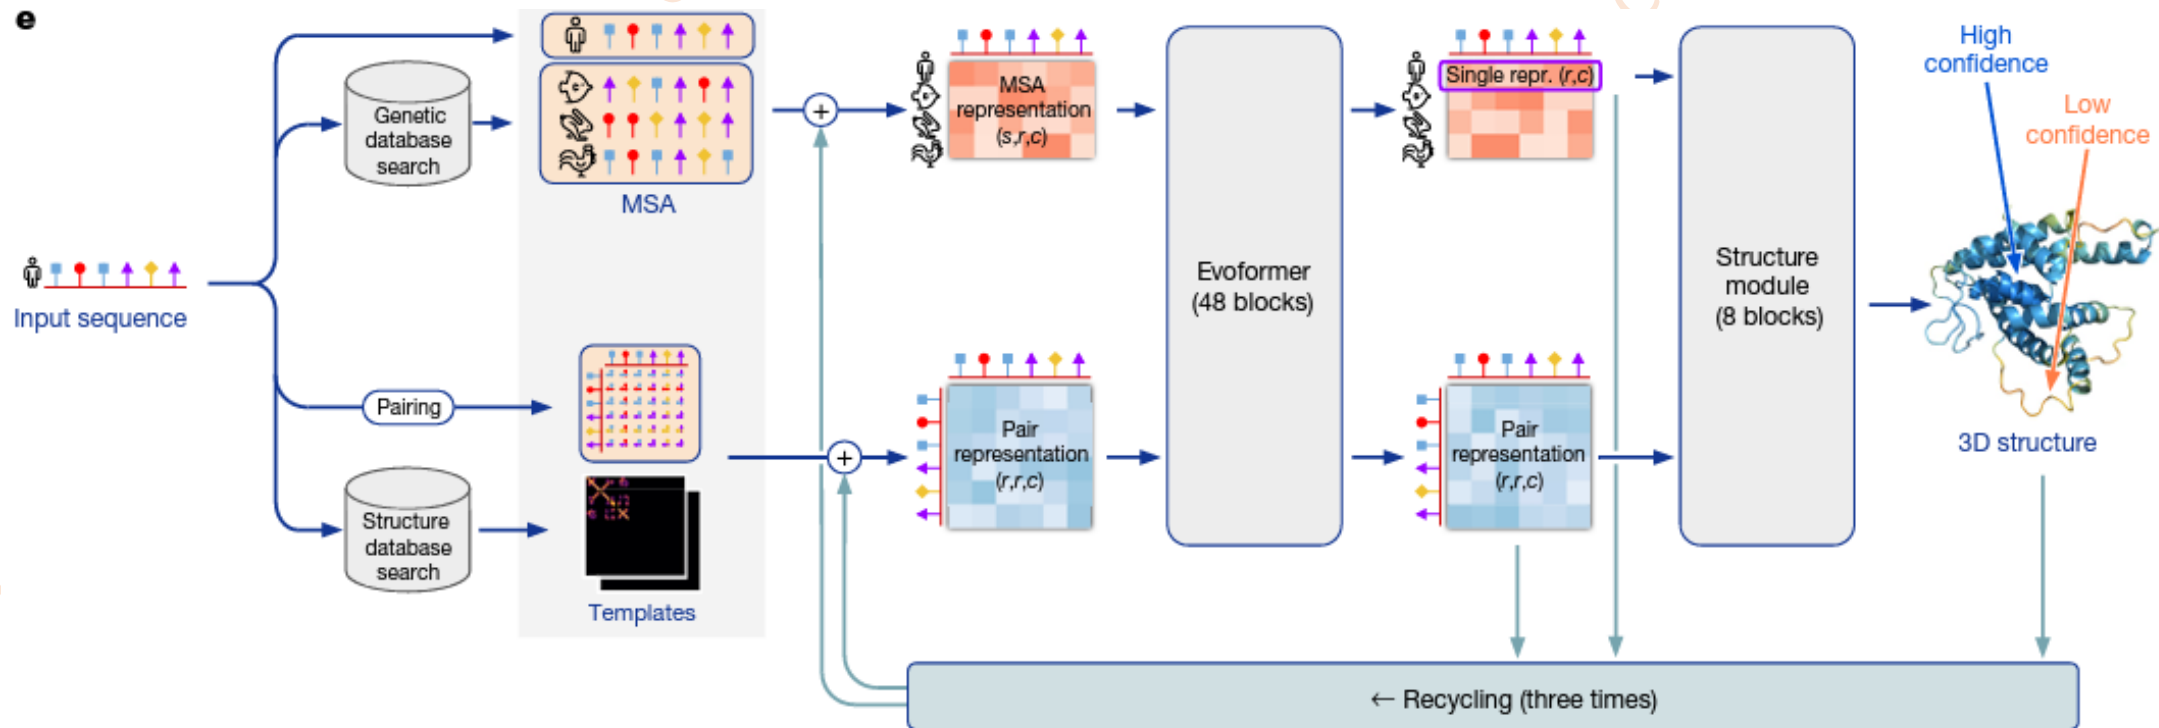 e
Input sequence
Genetic
database
search
Pairing
Structure
database
search
MSA
Templates
MSA
representation
(s,r,c)
Pair
representation
(r,r,c)
Evoformer
(48 blocks)
Single repr. (r,c)
Pair
representation
(r,r,c)
Structure
module
(8 blocks)
High
confidence
Low
confidence
3D structure
← Recycling (three times)